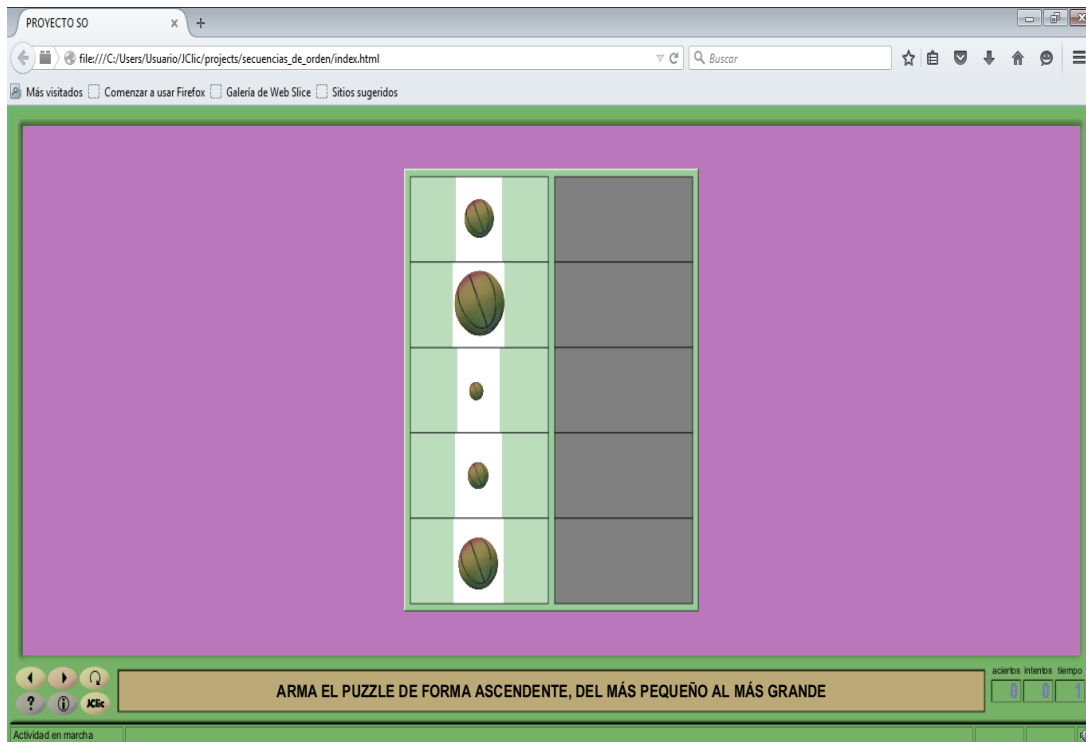 PROYECTO SO x +
file:///C:/Users/Usuario/JClic/projects/secuencias_de_orden/index.html
Buscar
Más visitados Comenzar a usar Firefox Galería de Web Slice Sitios sugeridos
aciertos intentos tiempo
0 0 1
ARMA EL PUZZLE DE FORMA ASCENDENTE, DEL MÁS PEQUEÑO AL MÁS GRANDE
? i JClic
Actividad en marcha